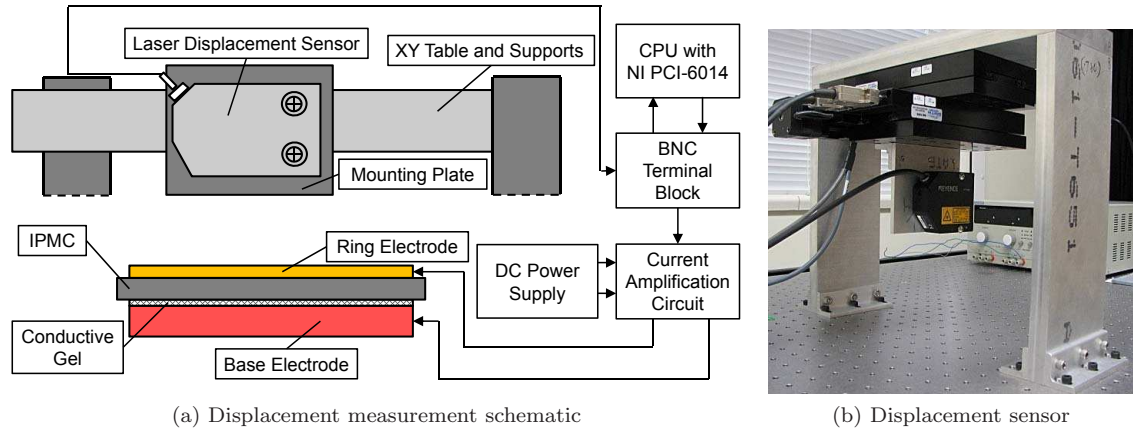 Laser Displacement Sensor
XY Table and Supports
CPU with
NI PCI-6014
BNC
Terminal
Block
Mounting Plate
IPMC
Ring Electrode
DC Power
Supply
Current
Amplification
Circuit
Conductive
Gel
Base Electrode
KEYENCE
(a) Displacement measurement schematic
(b) Displacement sensor